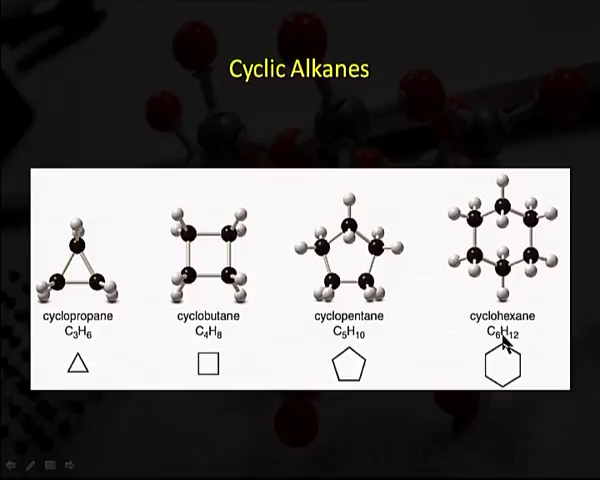 Cyclic Alkanes
cyclopropane cyclobutane cyclopentane cyclohexane
C₃H₆ C₄H₈ C₅H₁₀ C₆H₁₂